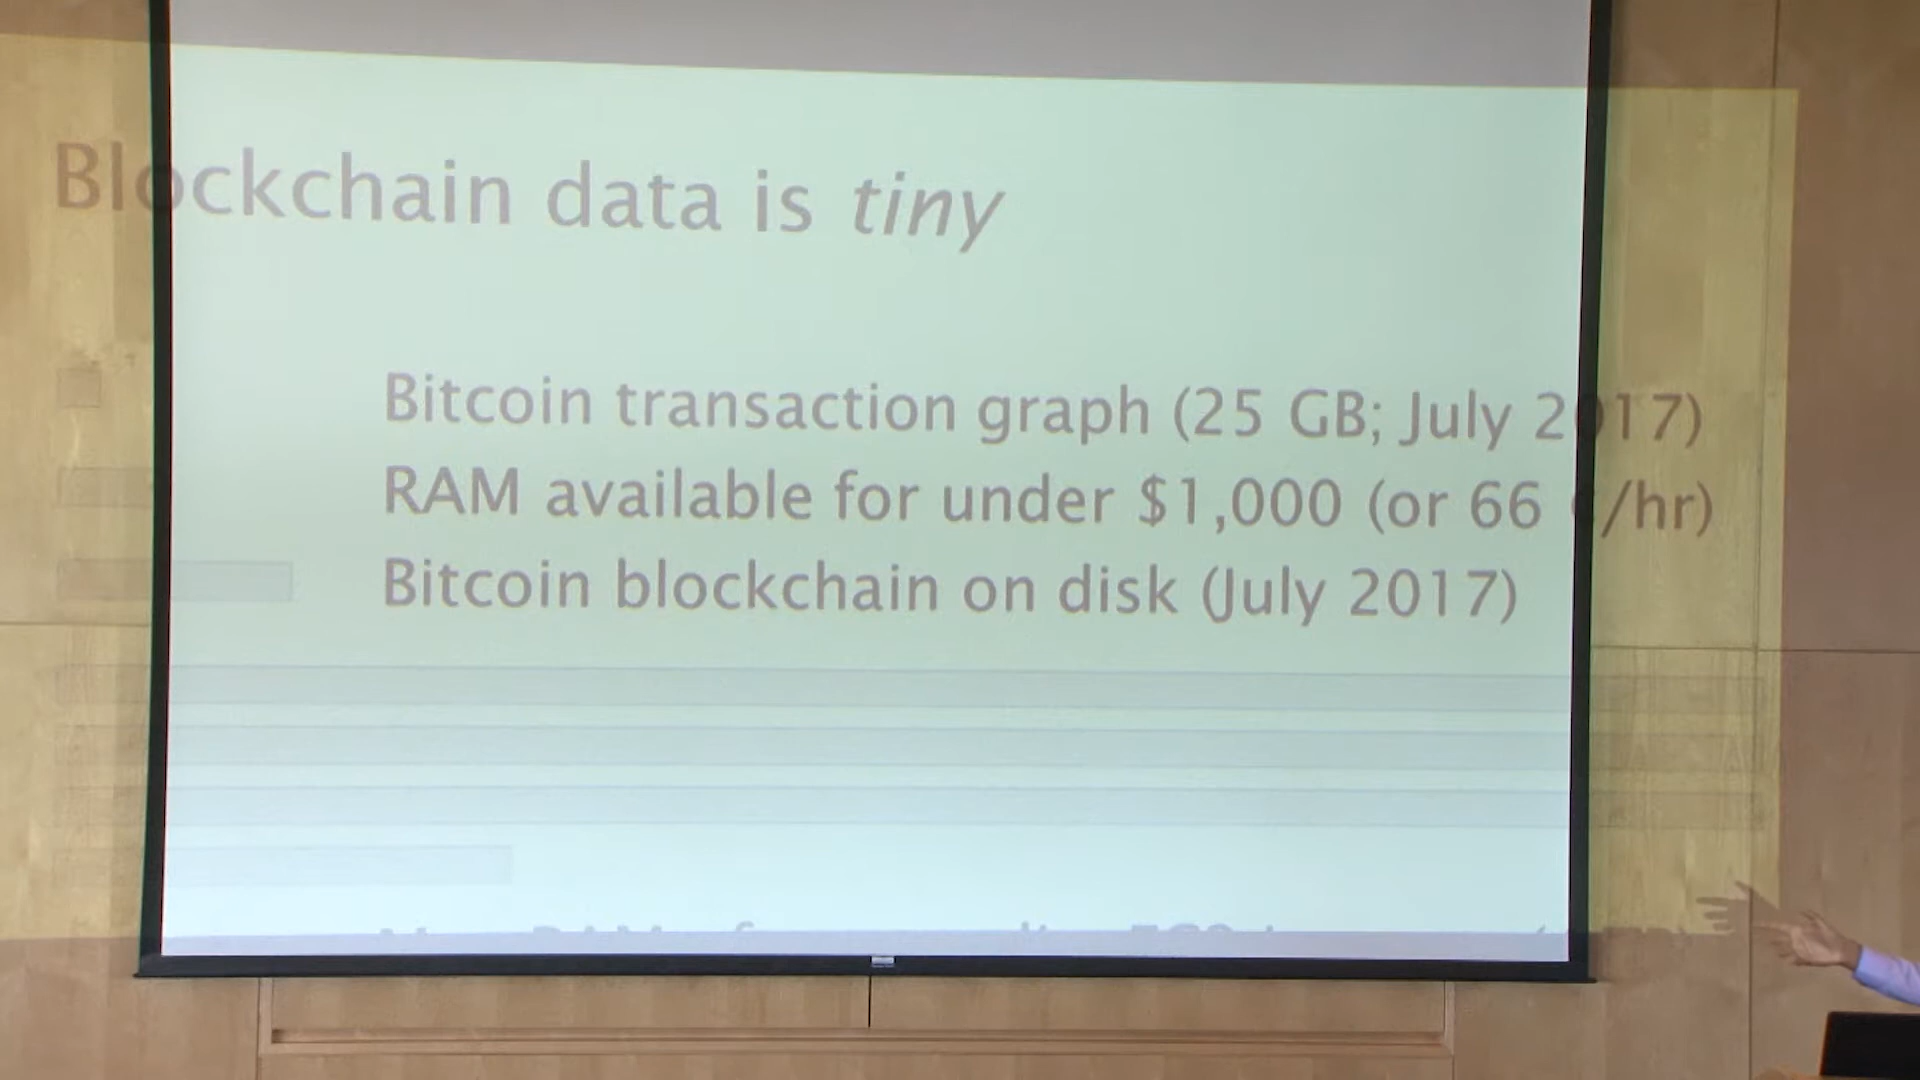 Blockchain data is tiny
Bitcoin transaction graph (25 GB; July 2017)
RAM available for under $1,000 (or 66 /hr)
Bitcoin blockchain on disk (July 2017)